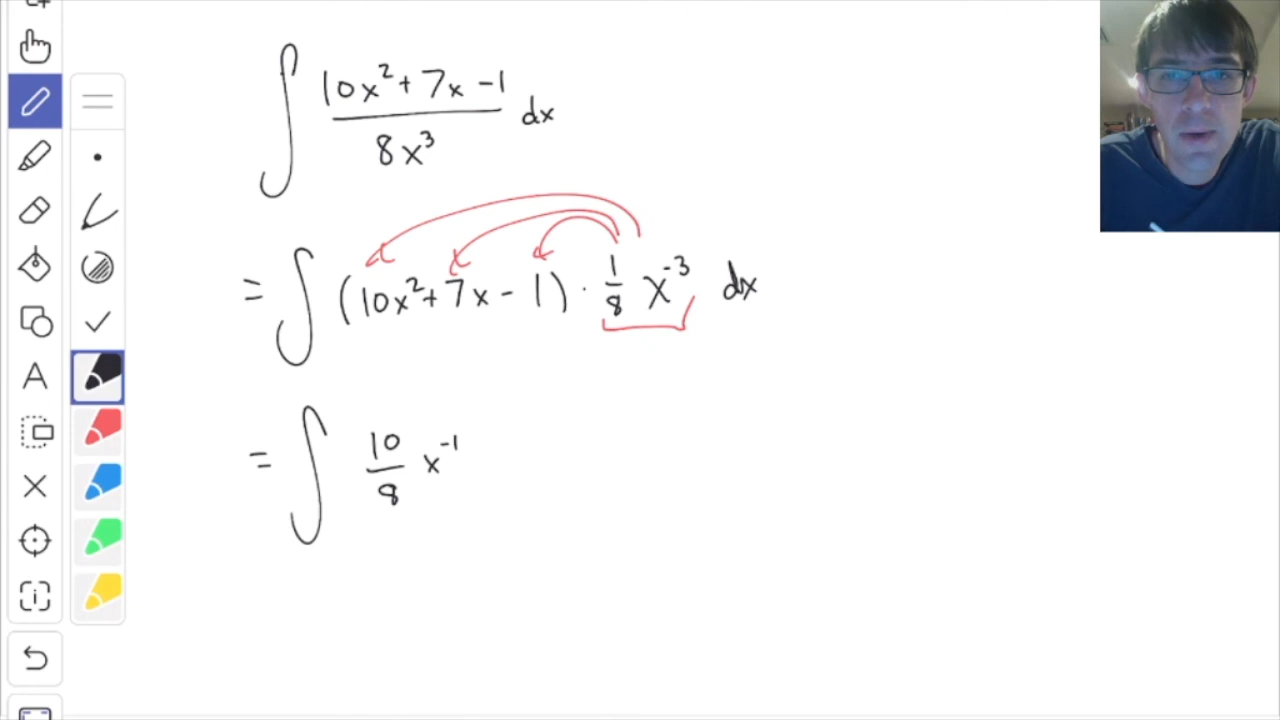 ∫ (10x² + 7x - 1)/(8x³) dx
= ∫ (10x² + 7x - 1) · 1/8 x⁻³ dx
= ∫ 10/8 x⁻¹
A